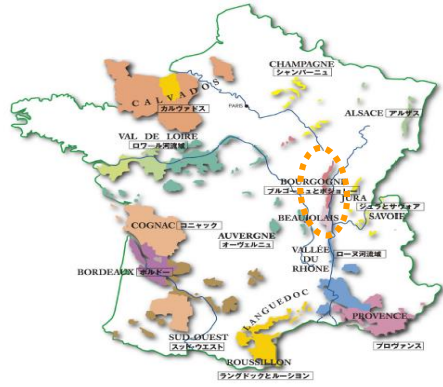 CHAMPAGNE
シャンパーニュ
CALVADOS
カルヴァドス
PARIS
ALSACE アルザス
VAL DE LOIRE
ロワール河流域
BOURGOGNE
ブルゴーニュとボジョレー
JURA
ジュラとサヴォア
SAVOIE
BEAUJOLAIS
COGNAC コニャック
AUVERGNE
オーヴェルニュ
VALLÉE
DU
RHÔNE
ローヌ河流域
BORDEAUX ボルドー
LANGUEDOC
PROVENCE
プロヴァンス
SUD-OUEST
スッド・ウエスト
ROUSSILLON
ラングドックとルーション